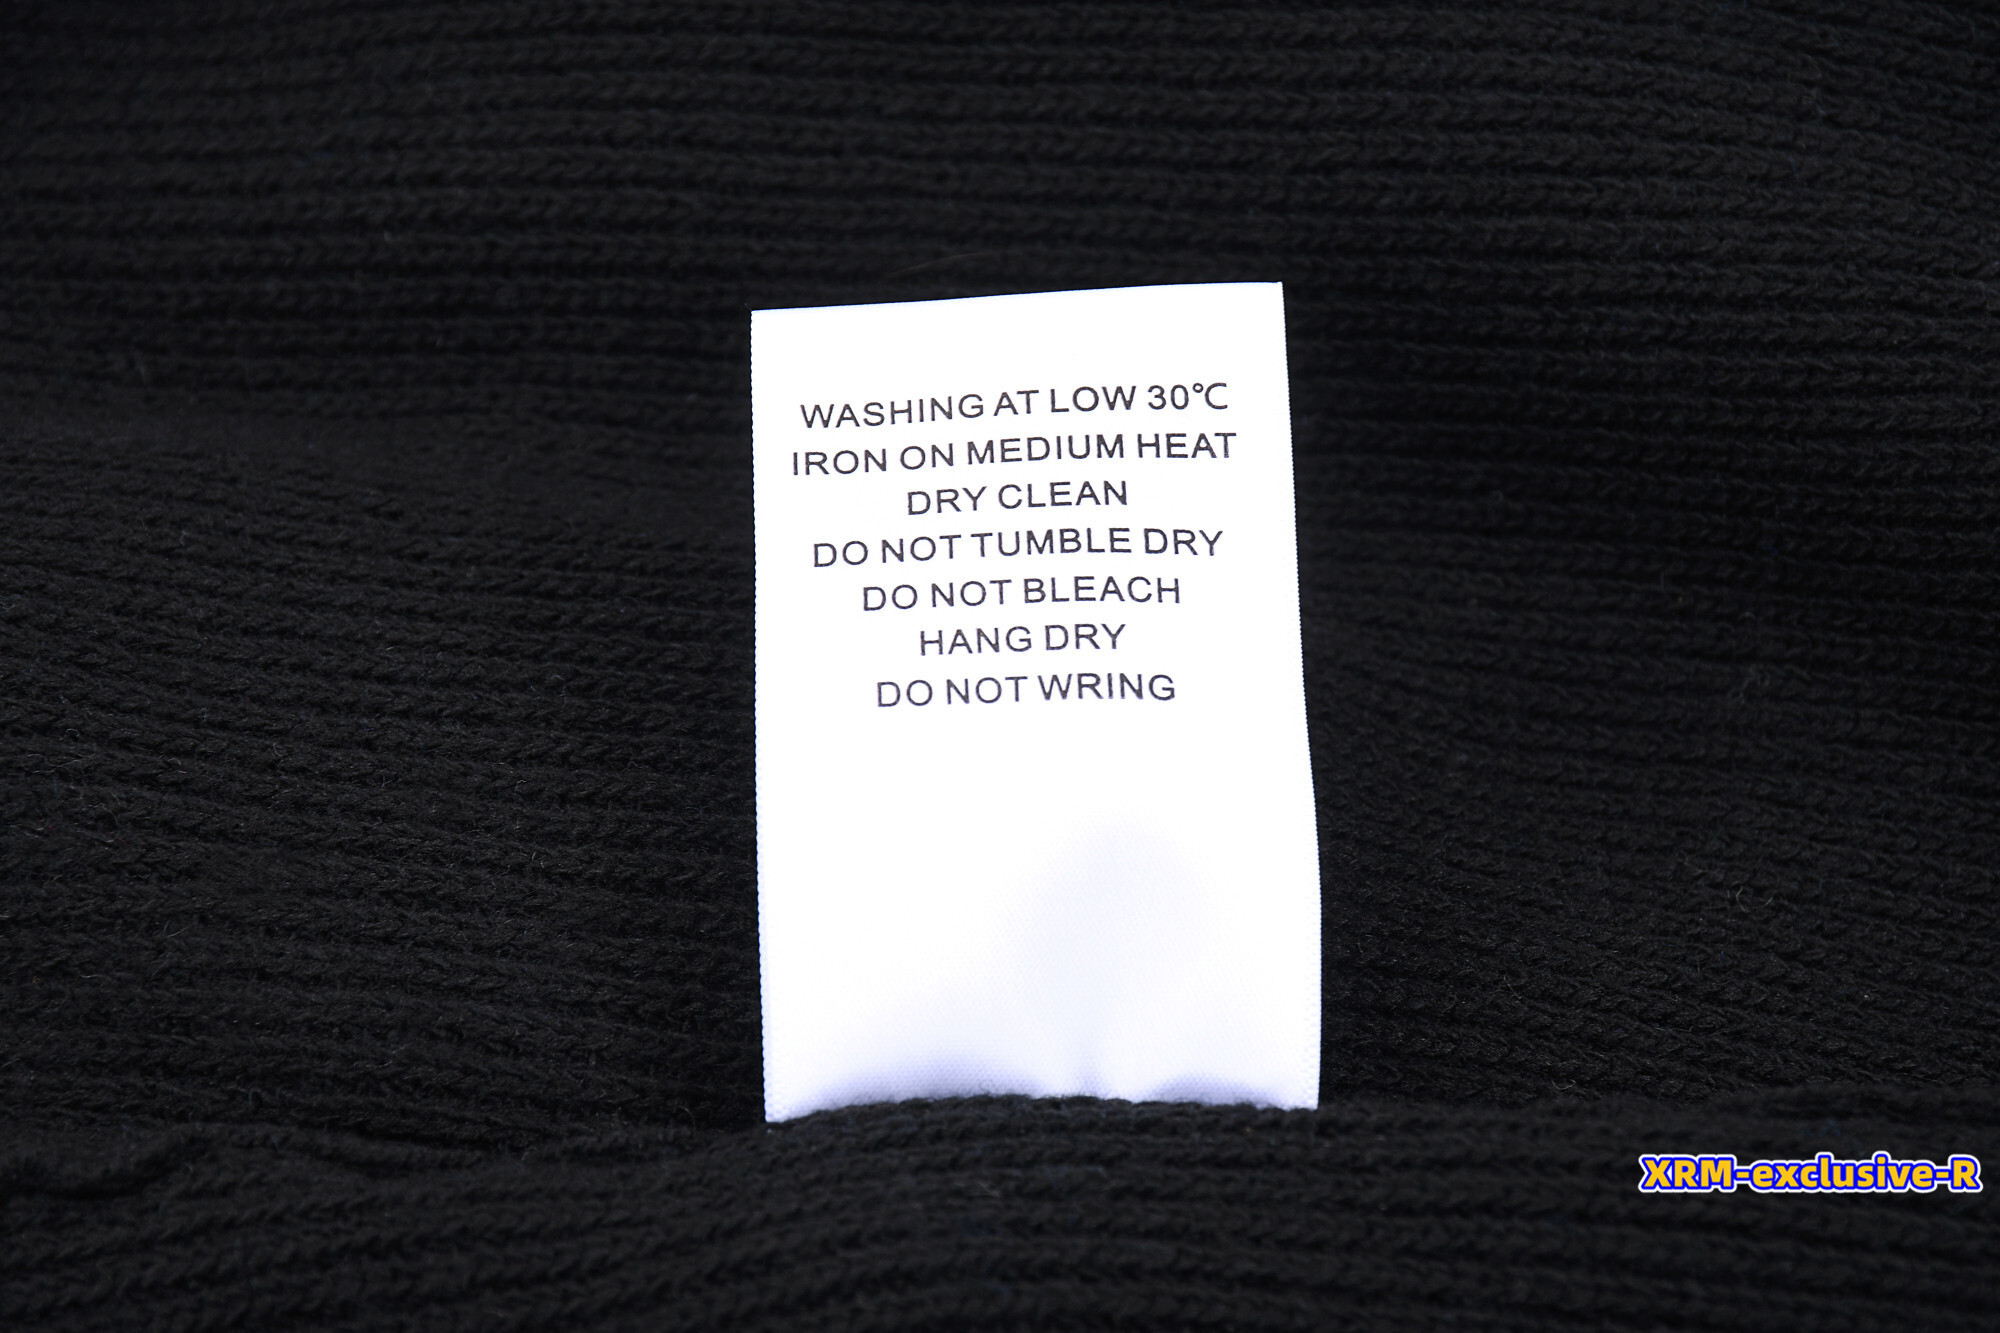 WASHING AT LOW 30℃
IRON ON MEDIUM HEAT
DRY CLEAN
DO NOT TUMBLE DRY
DO NOT BLEACH
HANG DRY
DO NOT WRING
XRM-exclusive-R